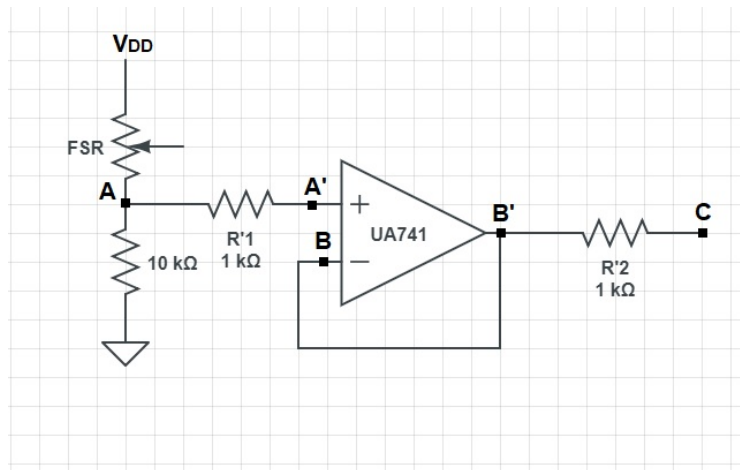 VDD
FSR
A
10 kΩ
R'1
1 kΩ
A'
B
+
−
UA741
B'
R'2
1 kΩ
C